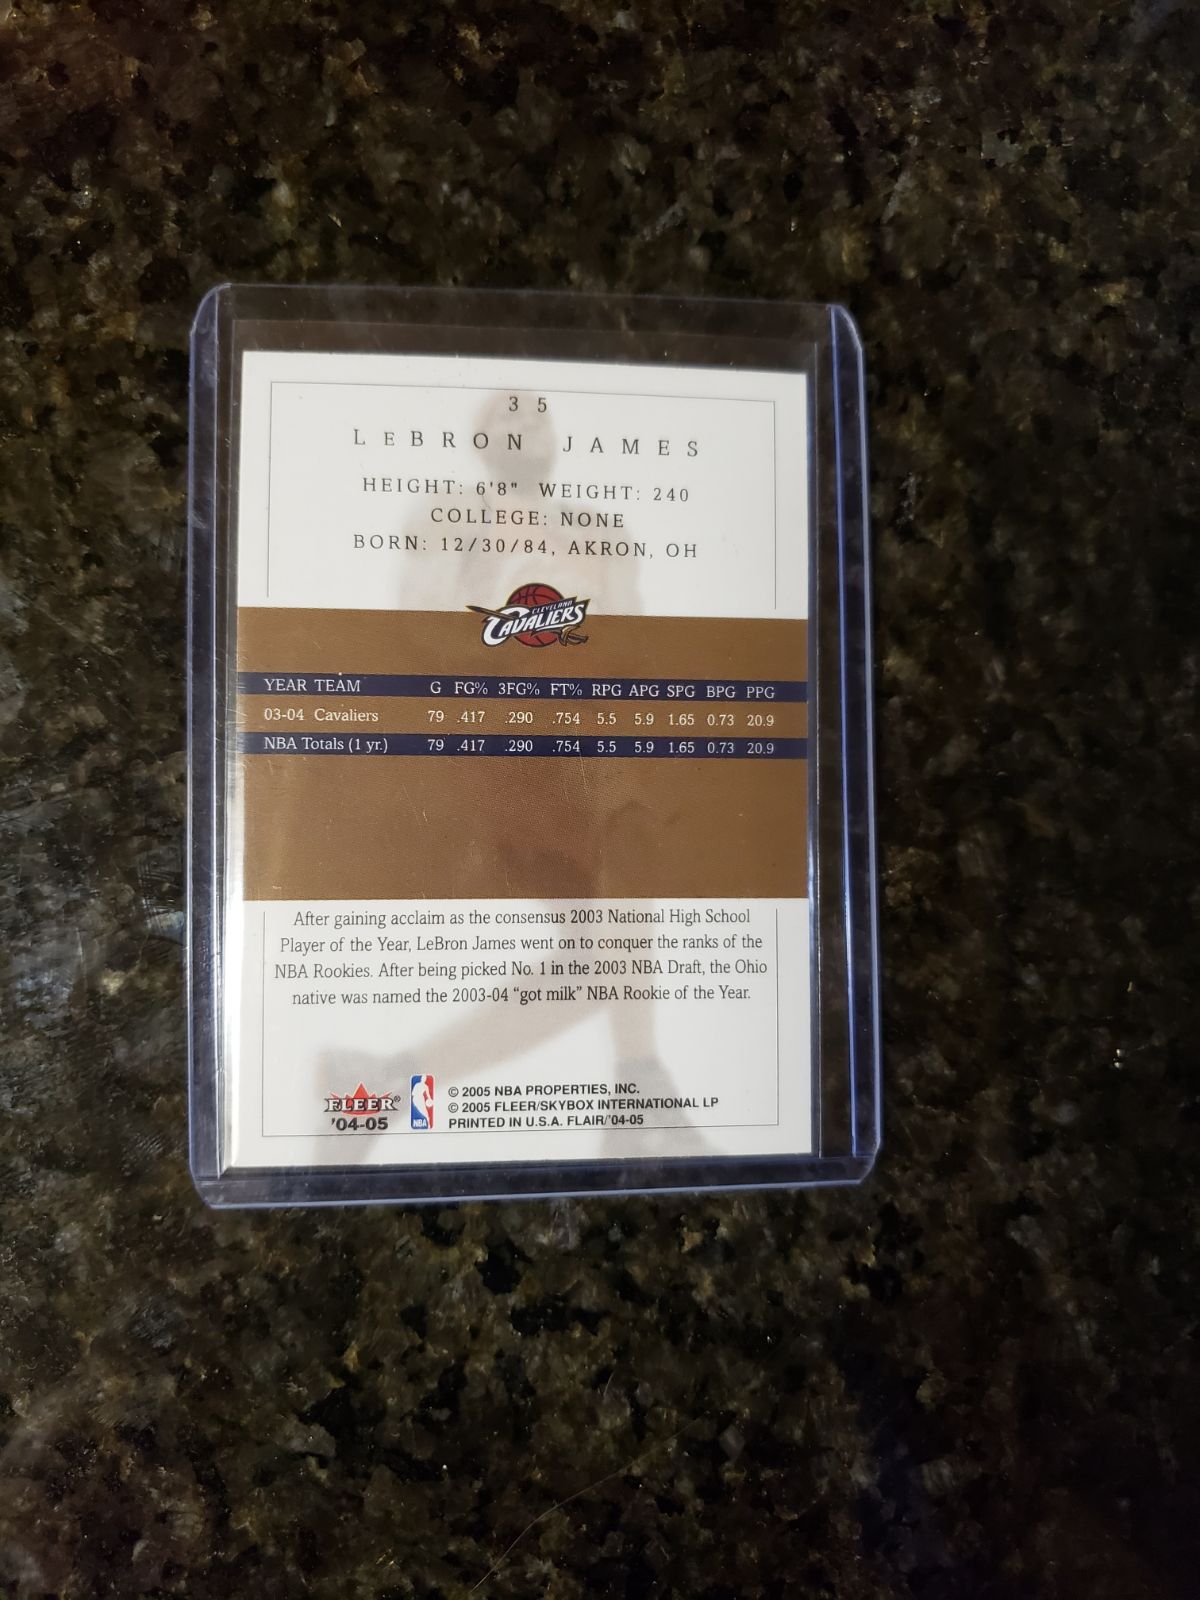 3 5
LEBRON JAMES
HEIGHT: 6'8" WEIGHT: 240
COLLEGE: NONE
BORN: 12/30/84, AKRON, OH
CLEVELAND
CAVALIERS
YEAR TEAM G FG% 3FG% FT% RPG APG SPG BPG PPG
03-04 Cavaliers 79 .417 .290 .754 5.5 5.9 1.65 0.73 20.9
NBA Totals (1 yr.) 79 .417 .290 .754 5.5 5.9 1.65 0.73 20.9
After gaining acclaim as the consensus 2003 National High School
Player of the Year, LeBron James went on to conquer the ranks of the
NBA Rookies. After being picked No. 1 in the 2003 NBA Draft, the Ohio
native was named the 2003-04 “got milk” NBA Rookie of the Year.
FLEER®
'04-05
NBA
© 2005 NBA PROPERTIES, INC.
© 2005 FLEER/SKYBOX INTERNATIONAL LP
PRINTED IN U.S.A. FLAIR/'04-05